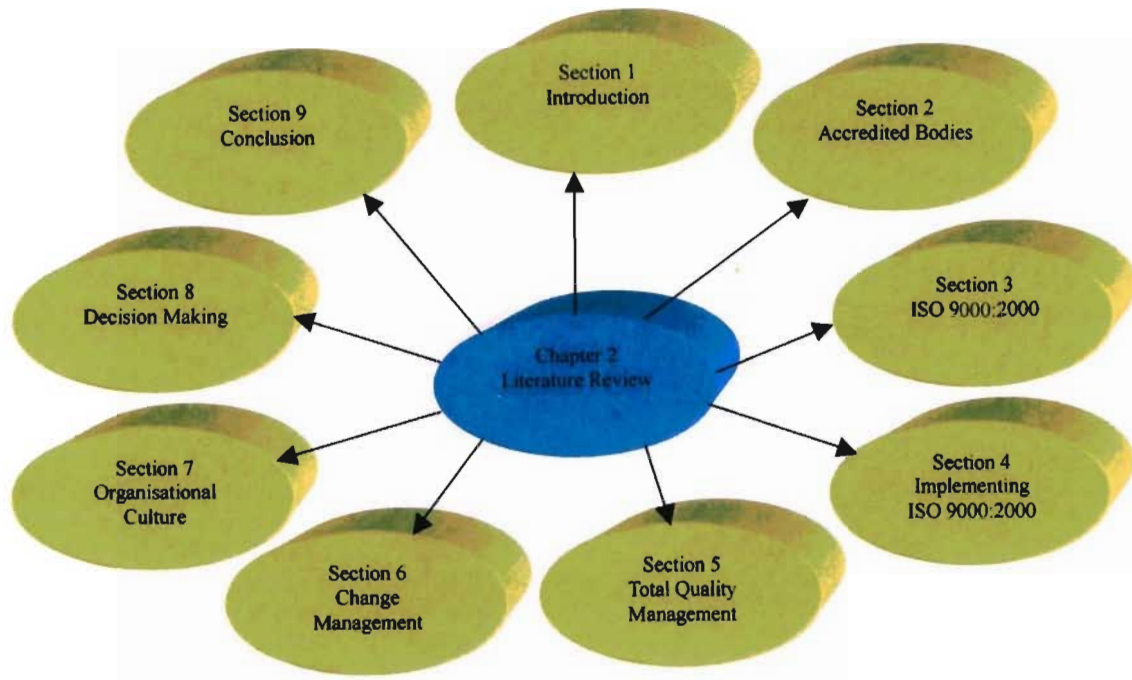 Section 1
Introduction
Section 2
Accredited Bodies
Section 3
ISO 9000:2000
Section 4
Implementing
ISO 9000:2000
Section 5
Total Quality
Management
Section 6
Change
Management
Section 7
Organisational
Culture
Section 8
Decision Making
Section 9
Conclusion
Chapter 2
Literature Review